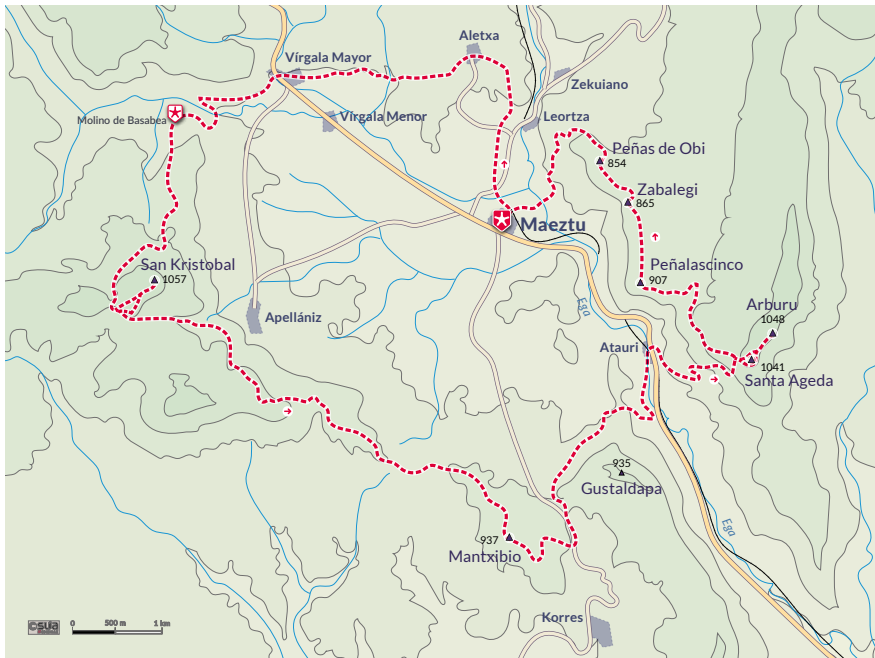 Aletxa
Vírgala Mayor
Zekuiano
Molino de Basabea
Vírgala Menor
Leortza
Peñas de Obi
854
Zabalegi
865
Maeztu
San Kristobal
1057
Peñalascinco
907
Ega
Apellániz
Arburu
1048
Atauri
1041
Santa Ageda
935
Gustaldapa
Ega
937
Mantxibio
Korres
©sua
0 500 m 1 km